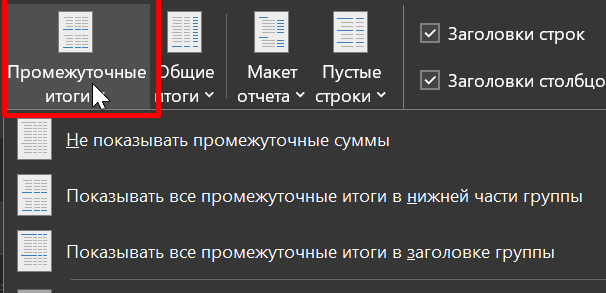 Промежуточные итоги
Общие итоги
Макет отчета
Пустые строки
Заголовки строк
Заголовки столбцо
Не показывать промежуточные суммы
Показывать все промежуточные итоги в нижней части группы
Показывать все промежуточные итоги в заголовке группы